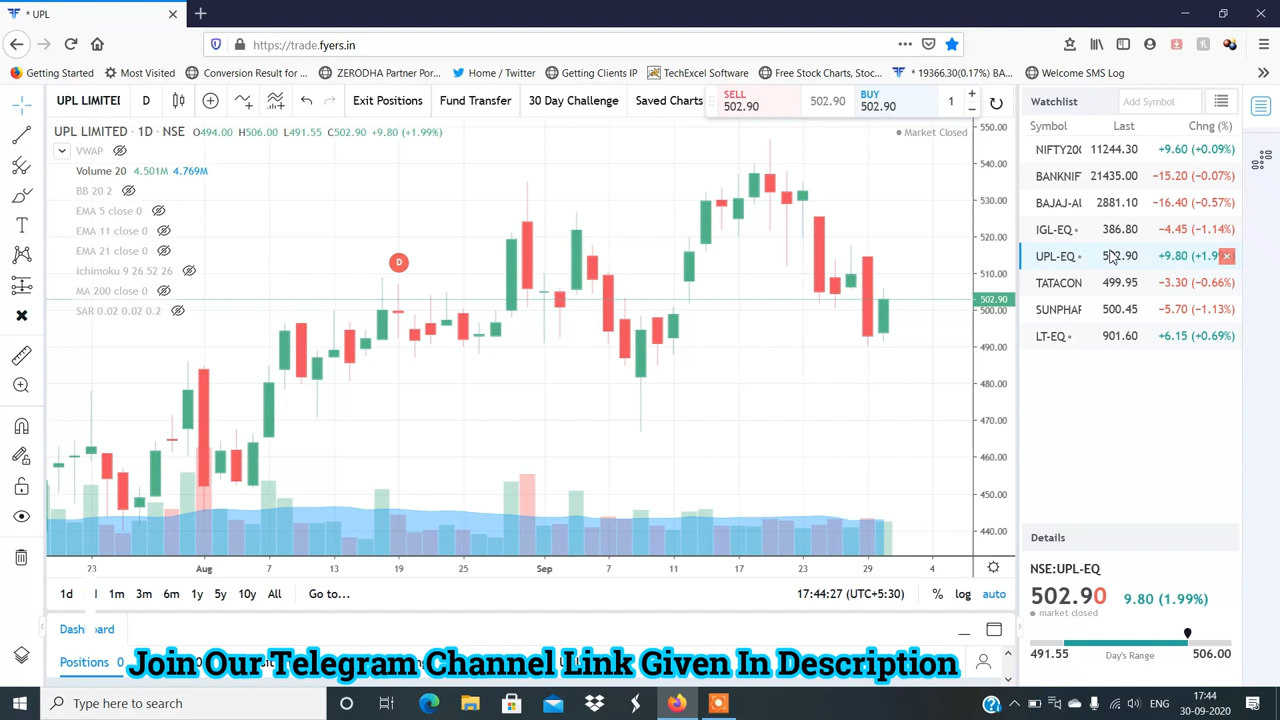 * UPL
https://trade.fyers.in
Getting Started Most Visited Conversion Result for ... ZERODHA Partner Por... Home / Twitter Getting Clients IP TechExcel Software Free Stock Charts, Stoc... * 19366.30(0.17%) BA... Welcome SMS Log
UPL LIMITED D Exit Positions Fund Transfer 30 Day Challenge Saved Charts SELL 502.90 502.90 BUY 502.90 1
UPL LIMITED · 1D · NSE O494.00 H506.00 L491.55 C502.90 +9.80 (+1.99%) Market Closed
VWAP
Volume 20 4.501M 4.769M
BB 20 2
EMA 5 close 0
EMA 11 close 0
EMA 21 close 0
Ichimoku 9 26 52 26
MA 200 close 0
SAR 0.02 0.02 0.2
D
550.00
540.00
530.00
520.00
510.00
502.90
500.00
490.00
480.00
470.00
460.00
450.00
440.00
23 Aug 7 13 19 25 Sep 7 11 17 23 29 4
1d 1m 3m 6m 1y 5y 10y All Go to... 17:44:27 (UTC+5:30) % log auto
Dashboard
Positions 0
Join Our Telegram Channel Link Given In Description
Watchlist Add Symbol
Symbol Last Chng (%)
NIFTY200 11244.30 +9.60 (+0.09%)
BANKNIF 21435.00 −15.20 (−0.07%)
BAJAJ-AU 2881.10 −16.40 (−0.57%)
IGL-EQ 386.80 −4.45 (−1.14%)
UPL-EQ 502.90 +9.80 (+1.99
TATACON 499.95 −3.30 (−0.66%)
SUNPHAR 500.45 −5.70 (−1.13%)
LT-EQ 901.60 +6.15 (+0.69%)
Details
NSE:UPL-EQ
502.90 9.80 (1.99%)
market closed
491.55 Day's Range 506.00
Type here to search
ENG 17:44
30-09-2020